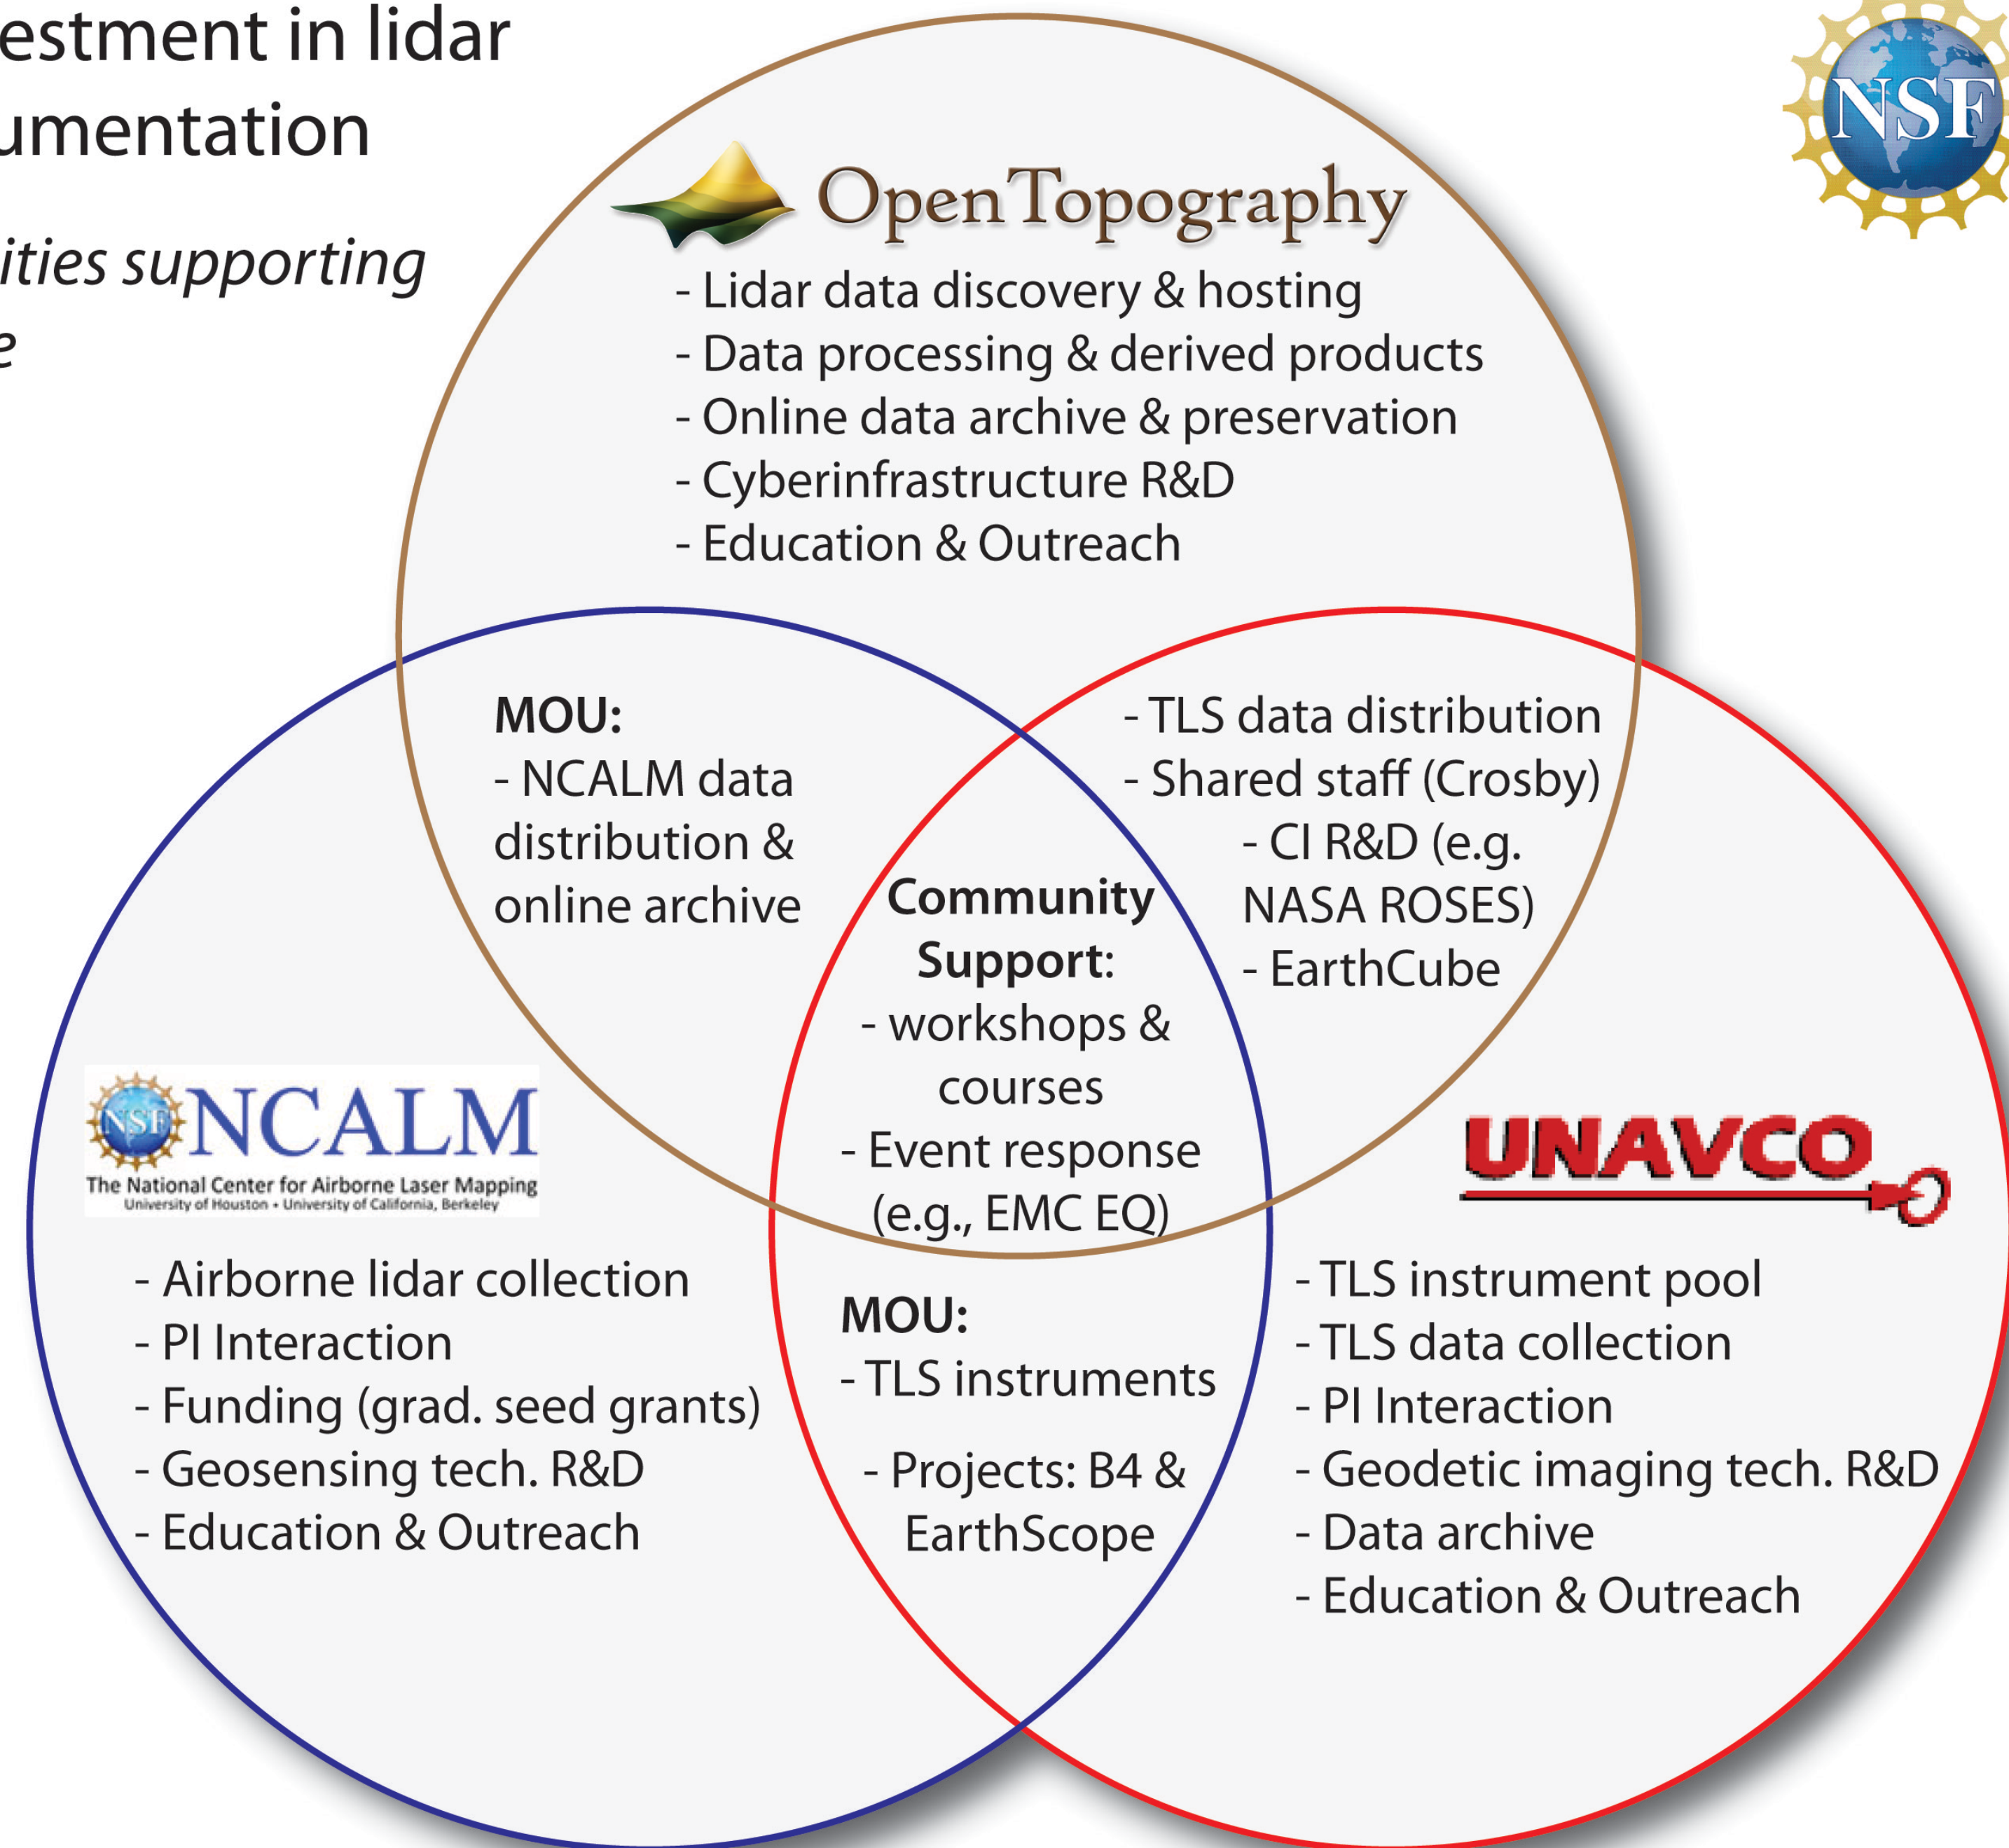 estment in lidar
umentation
ities supporting
e
NSF
OpenTopography
- Lidar data discovery & hosting
- Data processing & derived products
- Online data archive & preservation
- Cyberinfrastructure R&D
- Education & Outreach
MOU:
- NCALM data
distribution &
online archive
- TLS data distribution
- Shared staff (Crosby)
- CI R&D (e.g.
NASA ROSES)
- EarthCube
Community
Support:
- workshops &
courses
- Event response
(e.g., EMC EQ)
NSF NCALM
The National Center for Airborne Laser Mapping
University of Houston • University of California, Berkeley
- Airborne lidar collection
- PI Interaction
- Funding (grad. seed grants)
- Geosensing tech. R&D
- Education & Outreach
MOU:
- TLS instruments
- Projects: B4 &
EarthScope
UNAVCO
- TLS instrument pool
- TLS data collection
- PI Interaction
- Geodetic imaging tech. R&D
- Data archive
- Education & Outreach